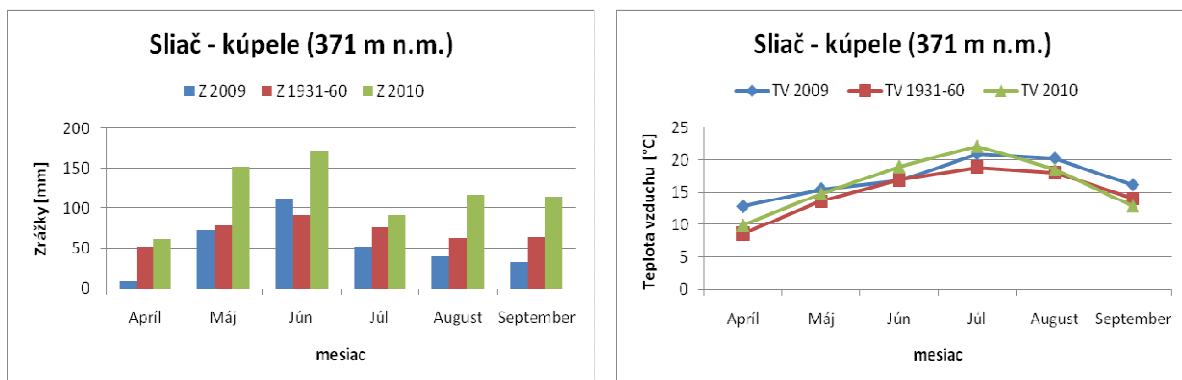 Sliač - kúpele (371 m n.m.)
Z 2009 Z 1931-60 Z 2010
Zrážky [mm]
200
150
100
50
0
Apríl Máj Jún Júl August September
mesiac
Sliač - kúpele (371 m n.m.)
TV 2009 TV 1931-60 TV 2010
Teplota vzduchu [°C]
25
20
15
10
5
0
Apríl Máj Jún Júl August September
mesiac